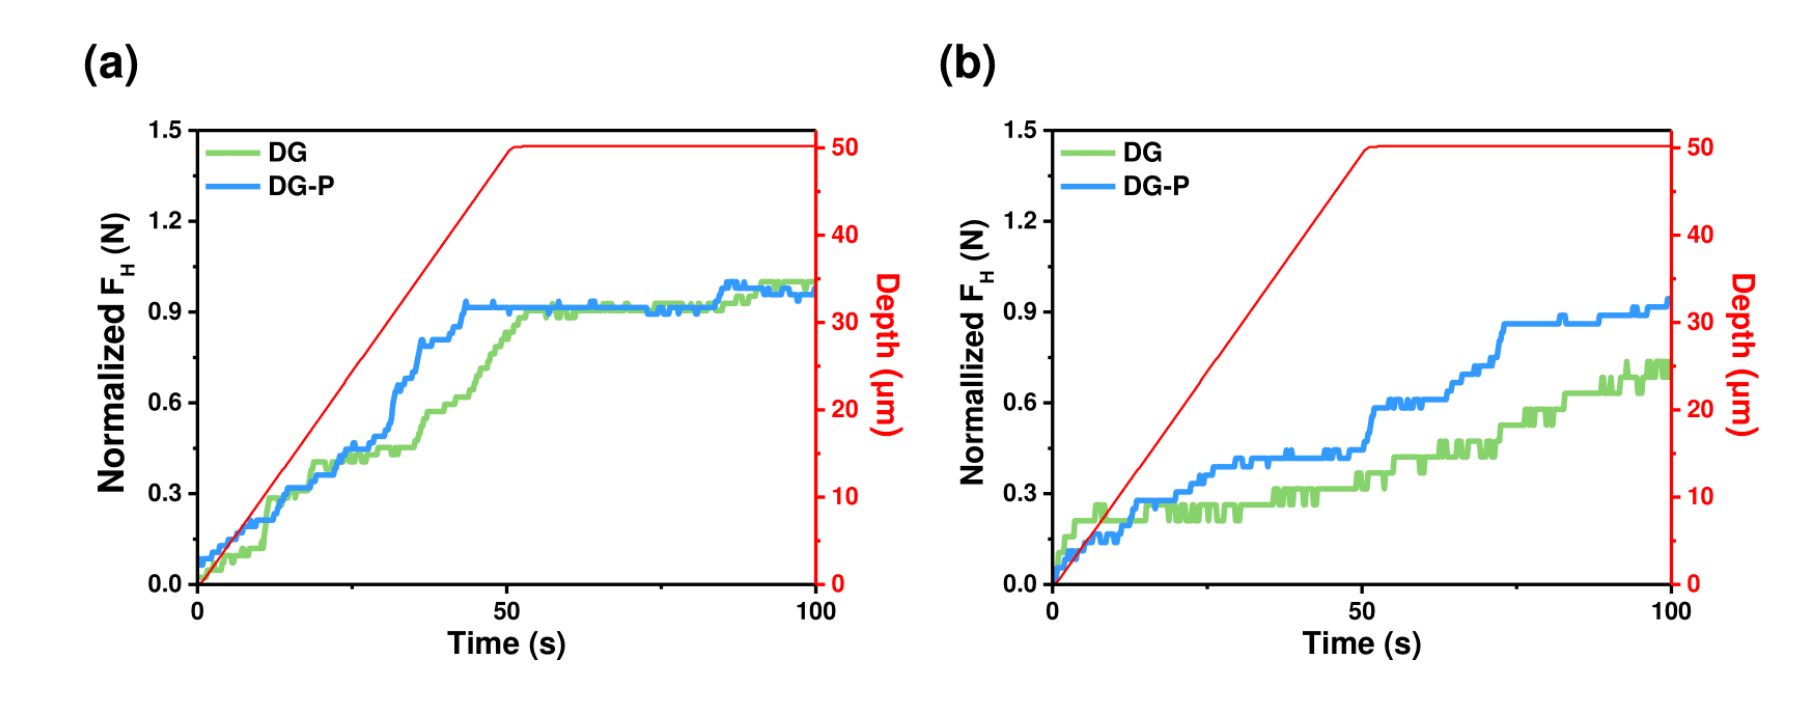 (a)
1.5
1.2
0.9
0.6
0.3
0.0
Normalized F_H (N)
DG
DG-P
50
40
30
20
10
0
Depth (μm)
0
50
100
Time (s)
(b)
1.5
1.2
0.9
0.6
0.3
0.0
Normallized F_H (N)
DG
DG-P
50
40
30
20
10
0
Depth (μm)
0
50
100
Time (s)